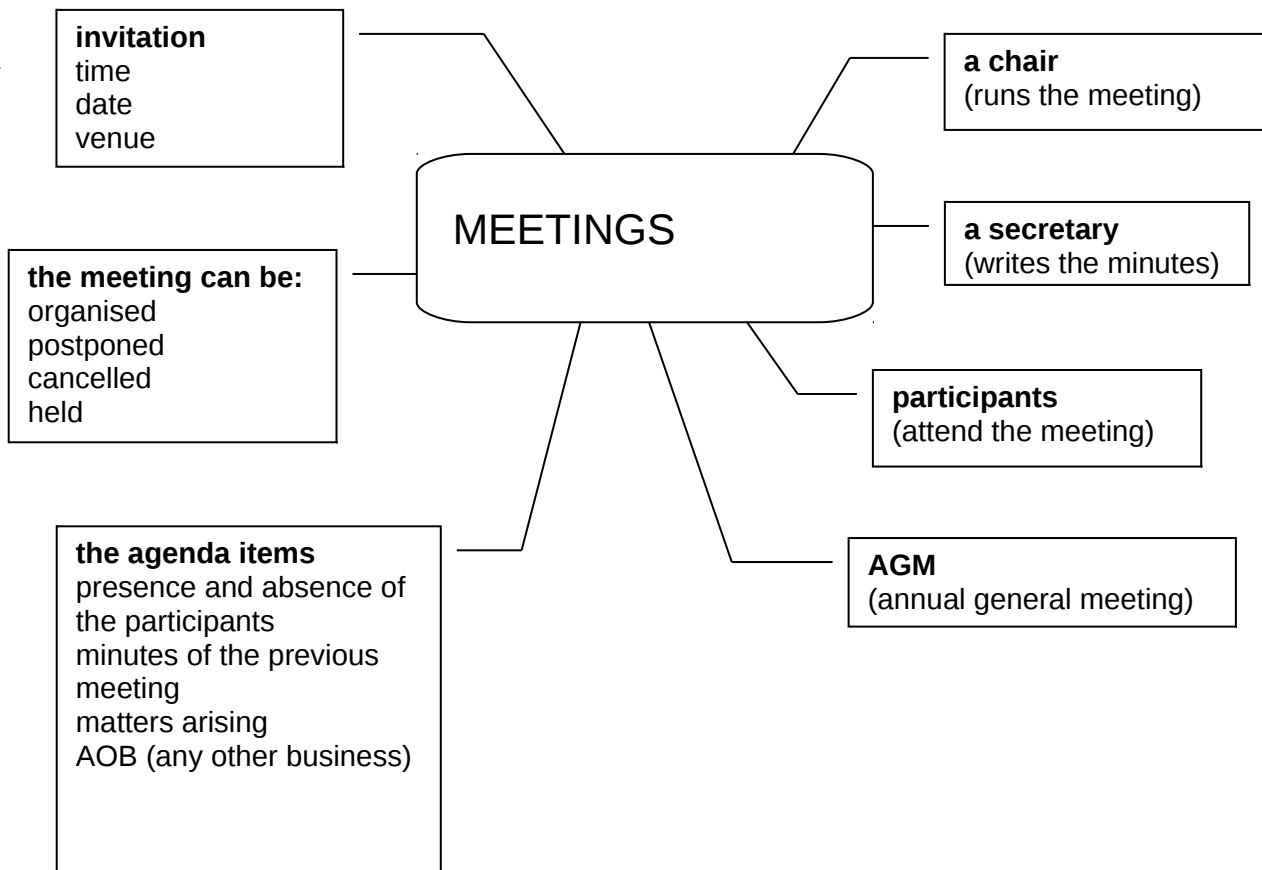 invitation
time
date
venue
a chair
(runs the meeting)
MEETINGS
a secretary
(writes the minutes)
the meeting can be:
organised
postponed
cancelled
held
participants
(attend the meeting)
the agenda items
presence and absence of
the participants
minutes of the previous
meeting
matters arising
AOB (any other business)
AGM
(annual general meeting)